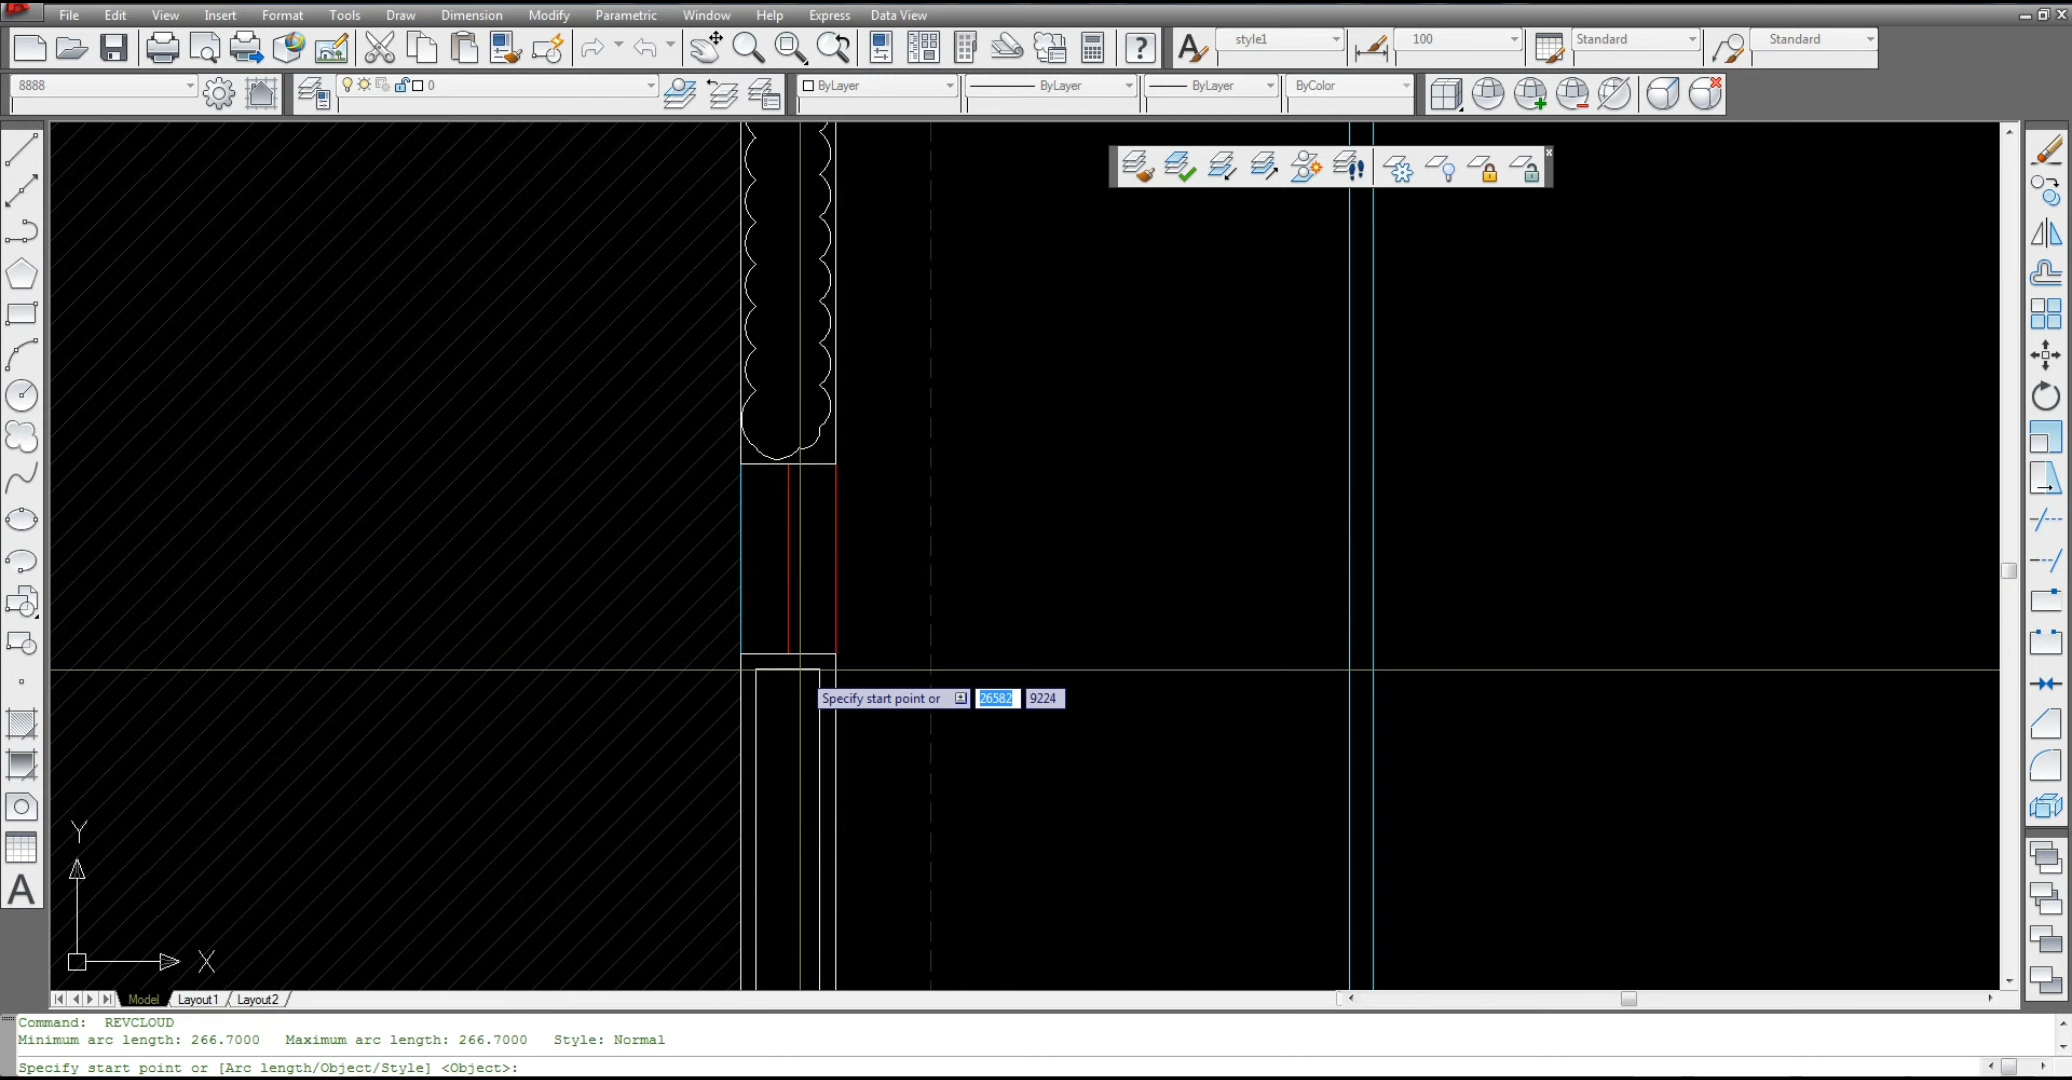 File Edit View Insert Format Tools Draw Dimension Modify Parametric Window Help Express Data View
style1 100 Standard Standard
8888 0 ByLayer ByLayer ByLayer ByColor
Specify start point or 26582 9224
Y
X
A
Model Layout1 Layout2
Command: REVCLOUD
Minimum arc length: 266.7000 Maximum arc length: 266.7000 Style: Normal
Specify start point or [Arc length/Object/Style] <Object>: